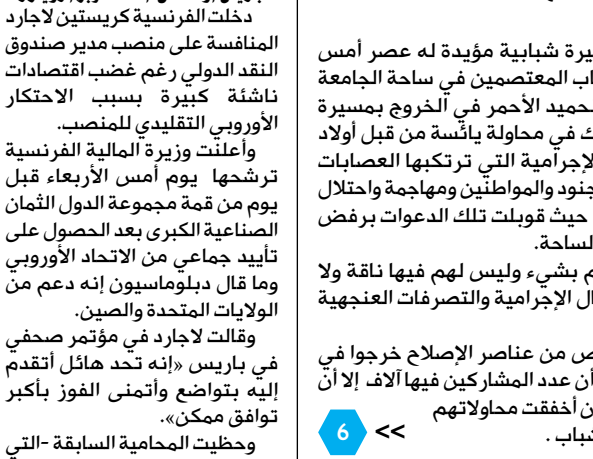 دخلت الفرنسية كريستين لاجارد
المنافسة على منصب مدير صندوق
النقد الدولي رغم غضب اقتصادات
ناشئة كبيرة بسبب الاحتكار
الأوروبي التقليدي للمنصب.
وأعلنت وزيرة المالية الفرنسية
ترشحها يوم أمس الأربعاء قبل
يوم من قمة مجموعة الدول الثمان
الصناعية الكبرى بعد الحصول على
تأييد جماعي من الاتحاد الأوروبي
وما قال دبلوماسيون إنه دعم من
الولايات المتحدة والصين.
وقالت لاجارد في مؤتمر صحفي
في باريس «إنه تحد هائل أتقدم
إليه بتواضع وأتمنى الفوز بأكبر
توافق ممكن».
وحظيت المحامية السابقة -التي
شبابية مؤيدة له عصر أمس
المعتصمين في ساحة الجامعة
الأحمر في الخروج بمسيرة
في محاولة يائسة من قبل أولاد
الإجرامية التي ترتكبها العصابات
والمواطنين ومهاجمة واحتلال
حيث قوبلت تلك الدعوات برفض
الساحة.
بشيء وليس لهم فيها ناقة ولا
الإجرامية والتصرفات العنجهية
من عناصر الإصلاح خرجوا في
أن عدد المشاركين فيها آلاف إلا أن
أخفقت محاولاتهم
>> 6